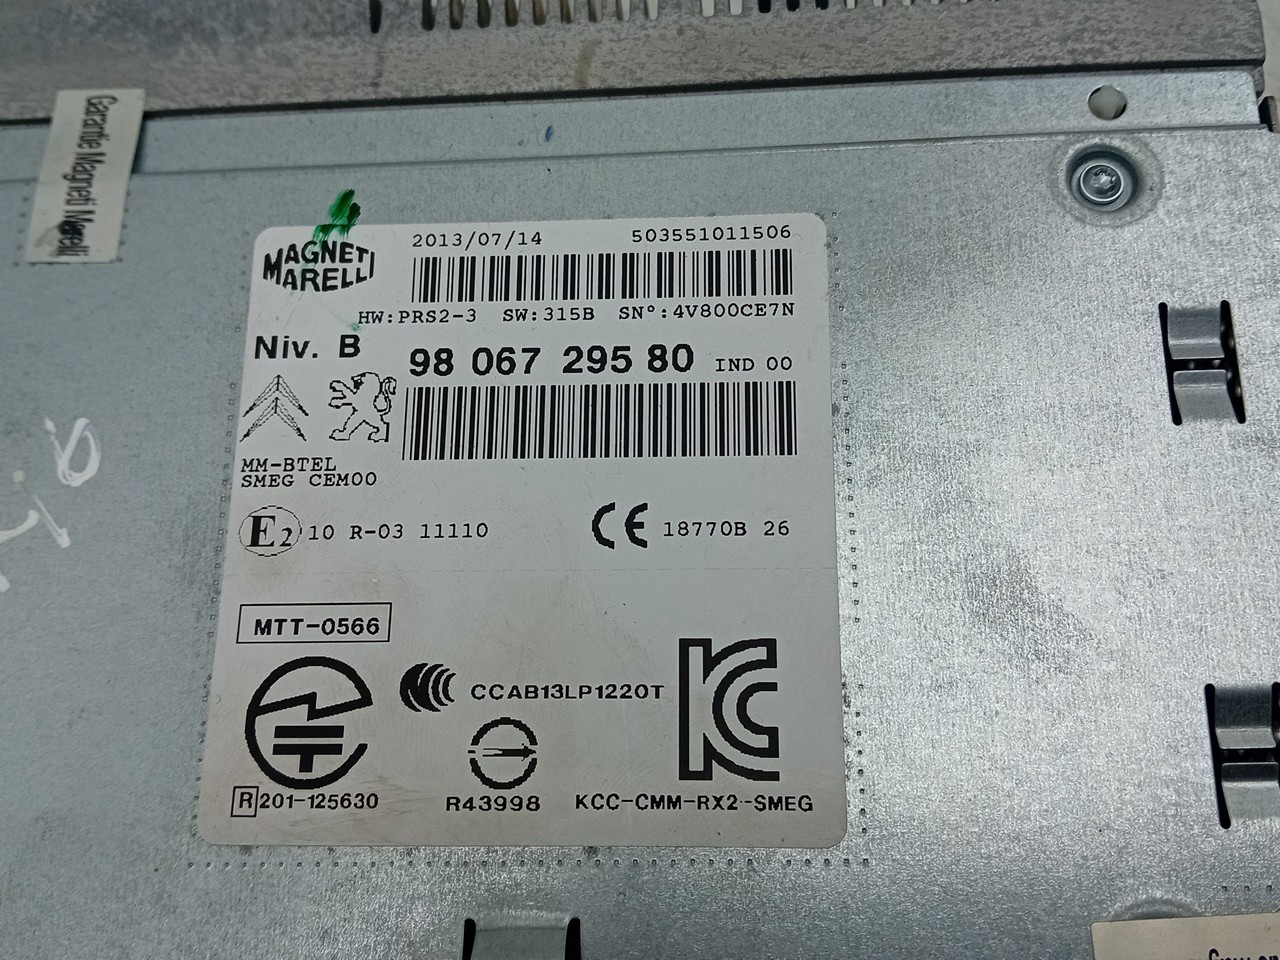 Garantie Magneti Marelli
MAGNETI MARELLI
2013/07/14 503551011506
HW:PRS2-3 SW:315B SN°:4V800CE7N
Niv. B
98 067 295 80 IND 00
MM-BTEL
SMEG CEM00
E2 10 R-03 11110
CE 18770B 26
MTT-0566
CCAB13LP1220T
R 201-125630
R43998
KCC-CMM-RX2-SMEG